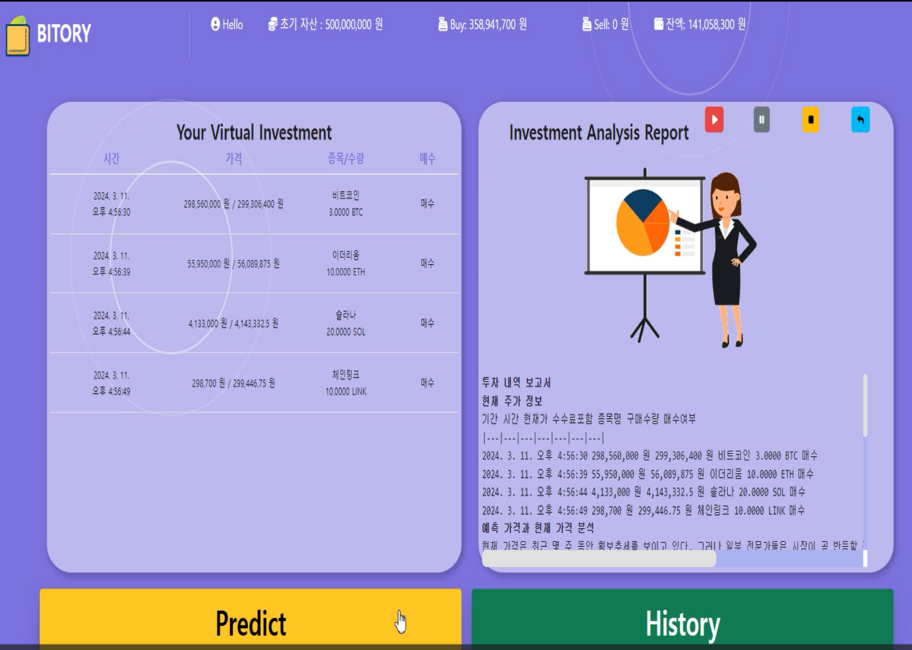 BITORY
Hello
초기 자산 : 500,000,000 원
Buy: 358,941,700 원
Sell: 0 원
잔액: 141,058,300 원
Your Virtual Investment
시간 가격 종목/수량 매수
2024. 3. 11. 오후 4:56:30 298,560,000 원 / 299,306,400 원 비트코인 3.0000 BTC 매수
2024. 3. 11. 오후 4:56:39 55,950,000 원 / 56,089,875 원 이더리움 10.0000 ETH 매수
2024. 3. 11. 오후 4:56:44 4,133,000 원 / 4,143,332.5 원 솔라나 20.0000 SOL 매수
2024. 3. 11. 오후 4:56:49 298,700 원 / 299,446.75 원 체인링크 10.0000 LINK 매수
Investment Analysis Report
투자 내역 보고서
현재 주가 정보
기간 시간 현재가 수수료포함 종목명 구매수량 매수여부
|---|---|---|---|---|---|---|
2024. 3. 11. 오후 4:56:30 298,560,000 원 299,306,400 원 비트코인 3.0000 BTC 매수
2024. 3. 11. 오후 4:56:39 55,950,000 원 56,089,875 원 이더리움 10.0000 ETH 매수
2024. 3. 11. 오후 4:56:44 4,133,000 원 4,143,332.5 원 솔라나 20.0000 SOL 매수
2024. 3. 11. 오후 4:56:49 298,700 원 299,446.75 원 체인링크 10.0000 LINK 매수
예측 가격과 현재 가격 분석
현재 가격은 최근 몇 주 동안 횡보추세를 보이고 있다. 그러나 일부 전문가들은 시장이 곧 반등할
Predict
History